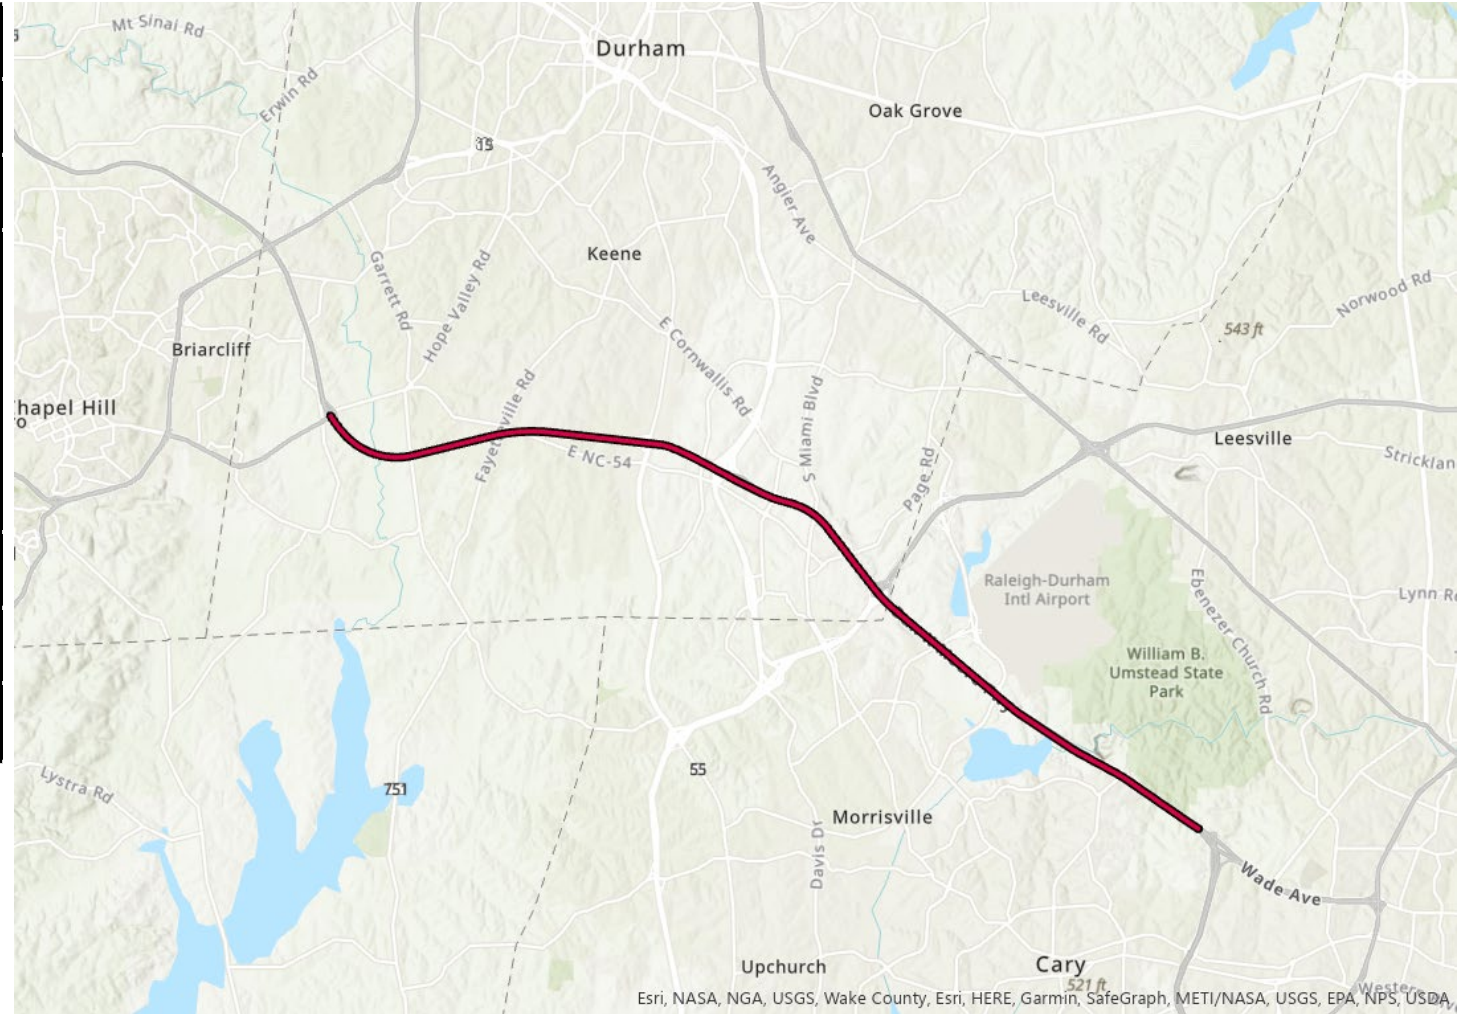 Mt Sinai Rd
Durham
Erwin Rd
Oak Grove
15
Angier Ave
Keene
Garrett Rd
Hope Valley Rd
Leesville Rd
Norwood Rd
543 ft
E Cornwallis Rd
Briarcliff
S Miami Blvd
hapel Hill
Leesville
Page Rd
E NC-54
Stricklan
Raleigh-Durham
Intl Airport
Ebenezer Church Rd
Lynn
William B.
Umstead State
Park
Lystra Rd
55
751
Morrisville
Davis Dr
Wade Ave
Upchurch
Cary
521 ft
Esri, NASA, NGA, USGS, Wake County, Esri, HERE, Garmin, SafeGraph, METI/NASA, USGS, EPA, NPS, USDA